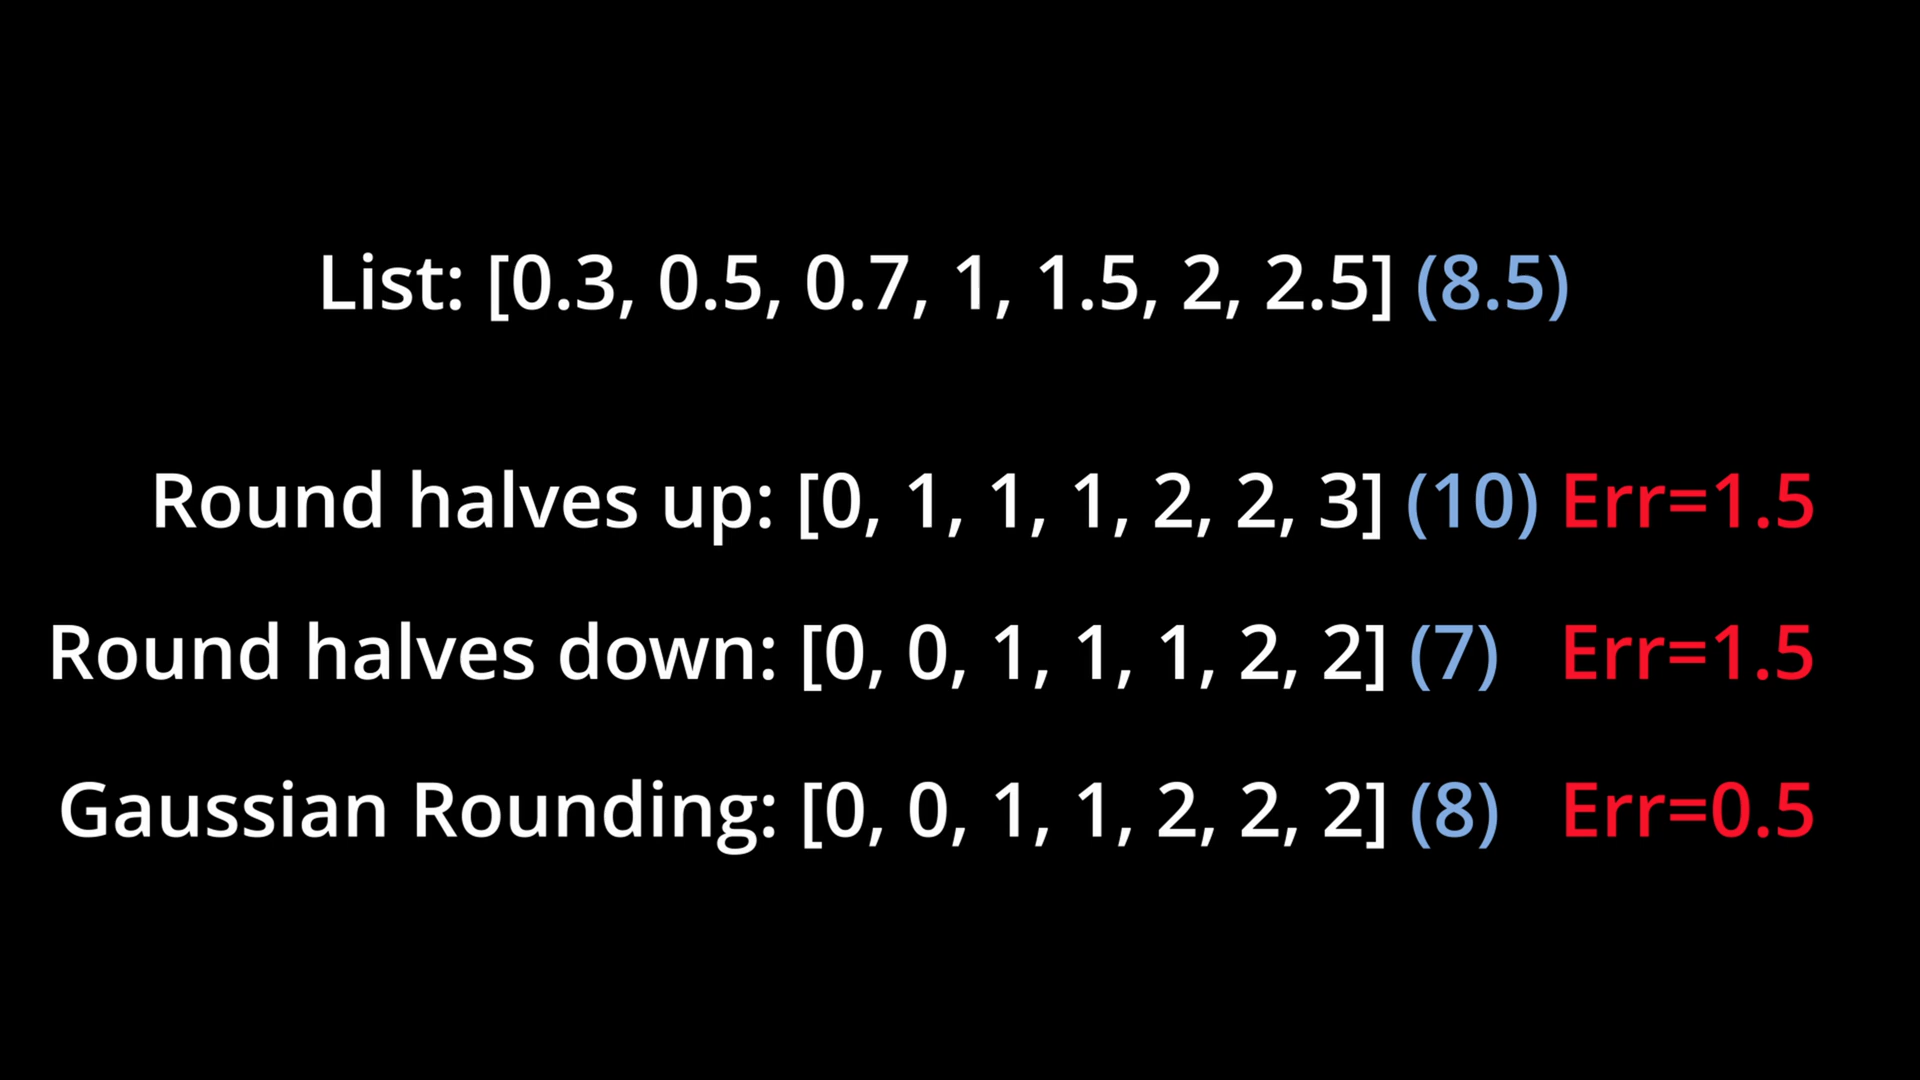 List: [0.3, 0.5, 0.7, 1, 1.5, 2, 2.5] (8.5)
Round halves up: [0, 1, 1, 1, 2, 2, 3] (10) Err=1.5
Round halves down: [0, 0, 1, 1, 1, 2, 2] (7) Err=1.5
Gaussian Rounding: [0, 0, 1, 1, 2, 2, 2] (8) Err=0.5